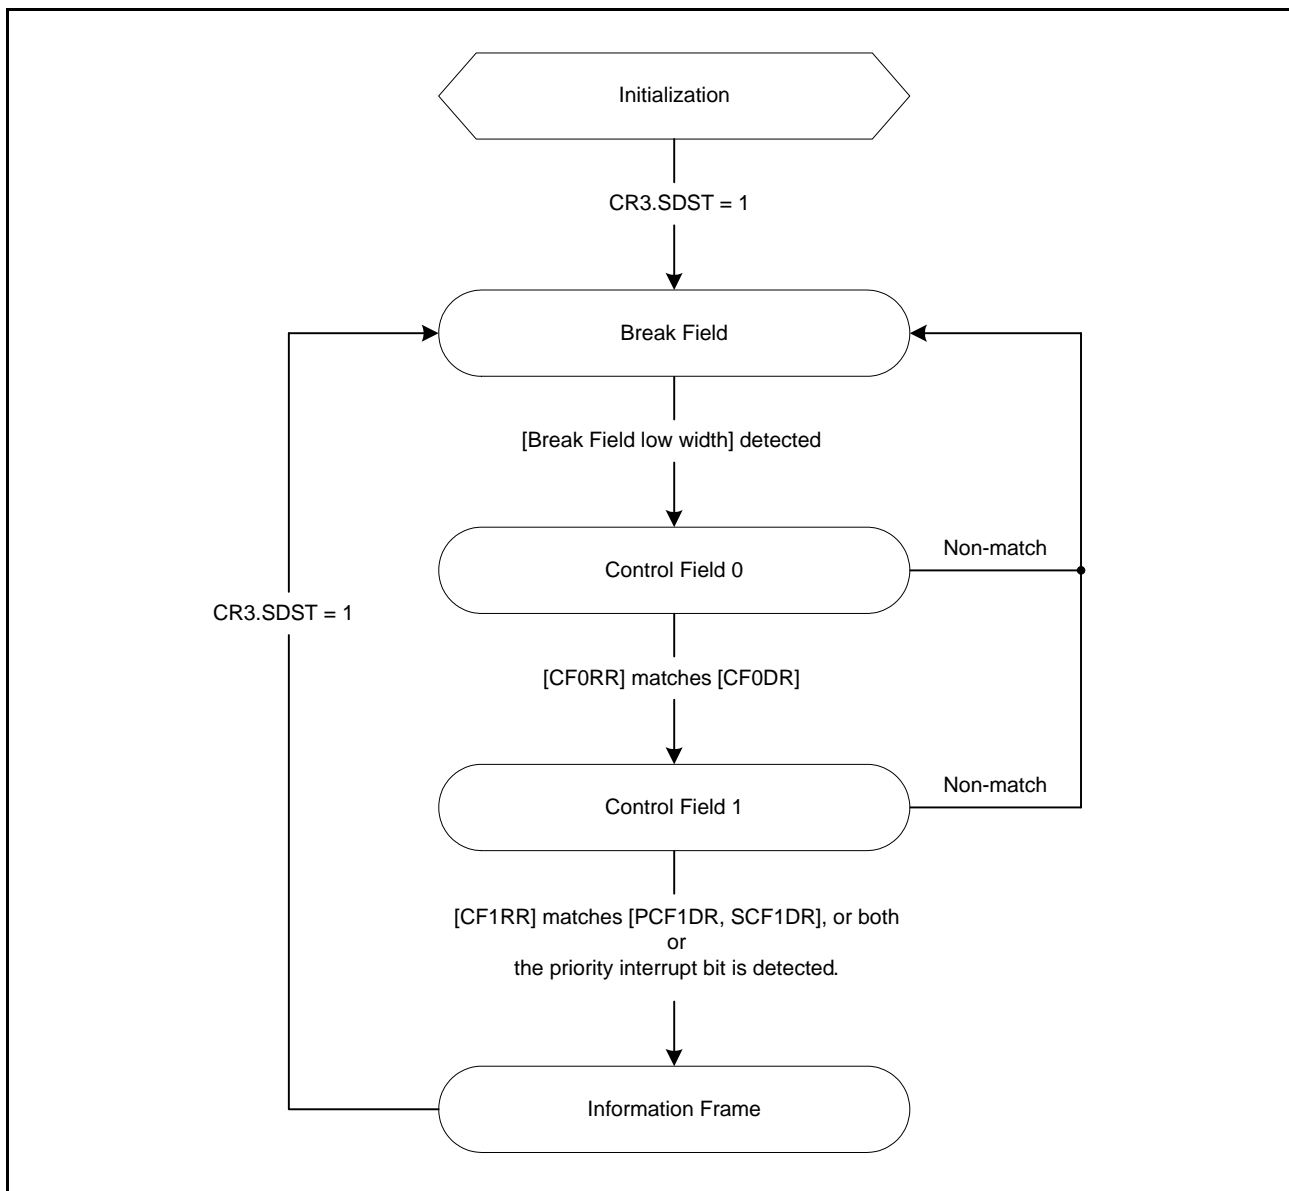 Initialization
CR3.SDST = 1
Break Field
[Break Field low width] detected
Control Field 0
Non-match
CR3.SDST = 1
[CF0RR] matches [CF0DR]
Control Field 1
Non-match
[CF1RR] matches [PCF1DR, SCF1DR], or both
or
the priority interrupt bit is detected.
Information Frame